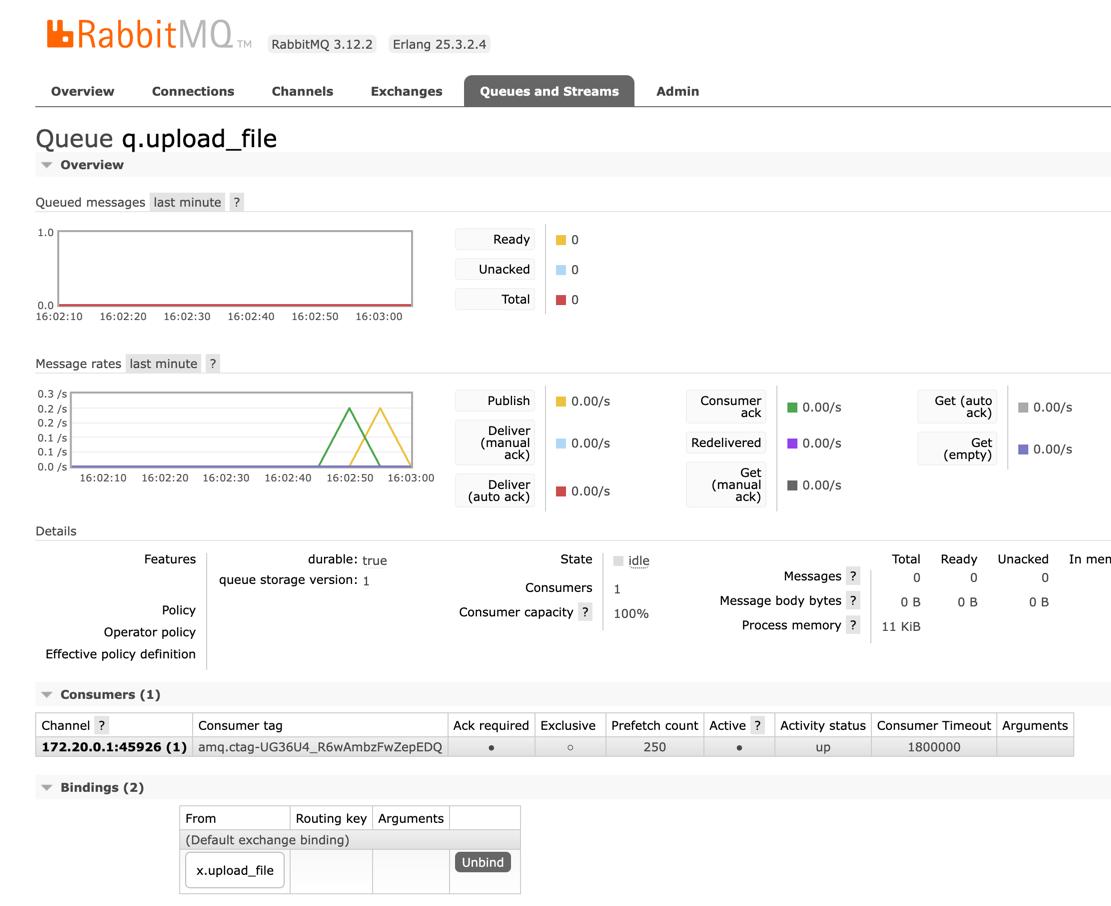 RabbitMQ TM RabbitMQ 3.12.2 Erlang 25.3.2.4
Overview Connections Channels Exchanges Queues and Streams Admin
Queue q.upload_file
Overview
Queued messages last minute ?
1.0
0.0
16:02:10 16:02:20 16:02:30 16:02:40 16:02:50 16:03:00
Ready 0
Unacked 0
Total 0
Message rates last minute ?
0.3 /s
0.2 /s
0.2 /s
0.1 /s
0.1 /s
0.0 /s
16:02:10 16:02:20 16:02:30 16:02:40 16:02:50 16:03:00
Publish 0.00/s
Deliver
(manual 0.00/s
ack)
Deliver
(auto ack) 0.00/s
Consumer
ack 0.00/s
Redelivered 0.00/s
Get
(manual 0.00/s
ack)
Get (auto
ack) 0.00/s
Get
(empty) 0.00/s
Details
Features durable: true
queue storage version: 1
Policy
Operator policy
Effective policy definition
State idle
Consumers 1
Consumer capacity ? 100%
Total Ready Unacked In mem
Messages ? 0 0 0
Message body bytes ? 0 B 0 B 0 B
Process memory ? 11 KiB
Consumers (1)
Channel ? Consumer tag Ack required Exclusive Prefetch count Active ? Activity status Consumer Timeout Arguments
172.20.0.1:45926 (1) amq.ctag-UG36U4_R6wAmbzFwZepEDQ ● ○ 250 ● up 1800000
Bindings (2)
From Routing key Arguments
(Default exchange binding)
x.upload_file Unbind